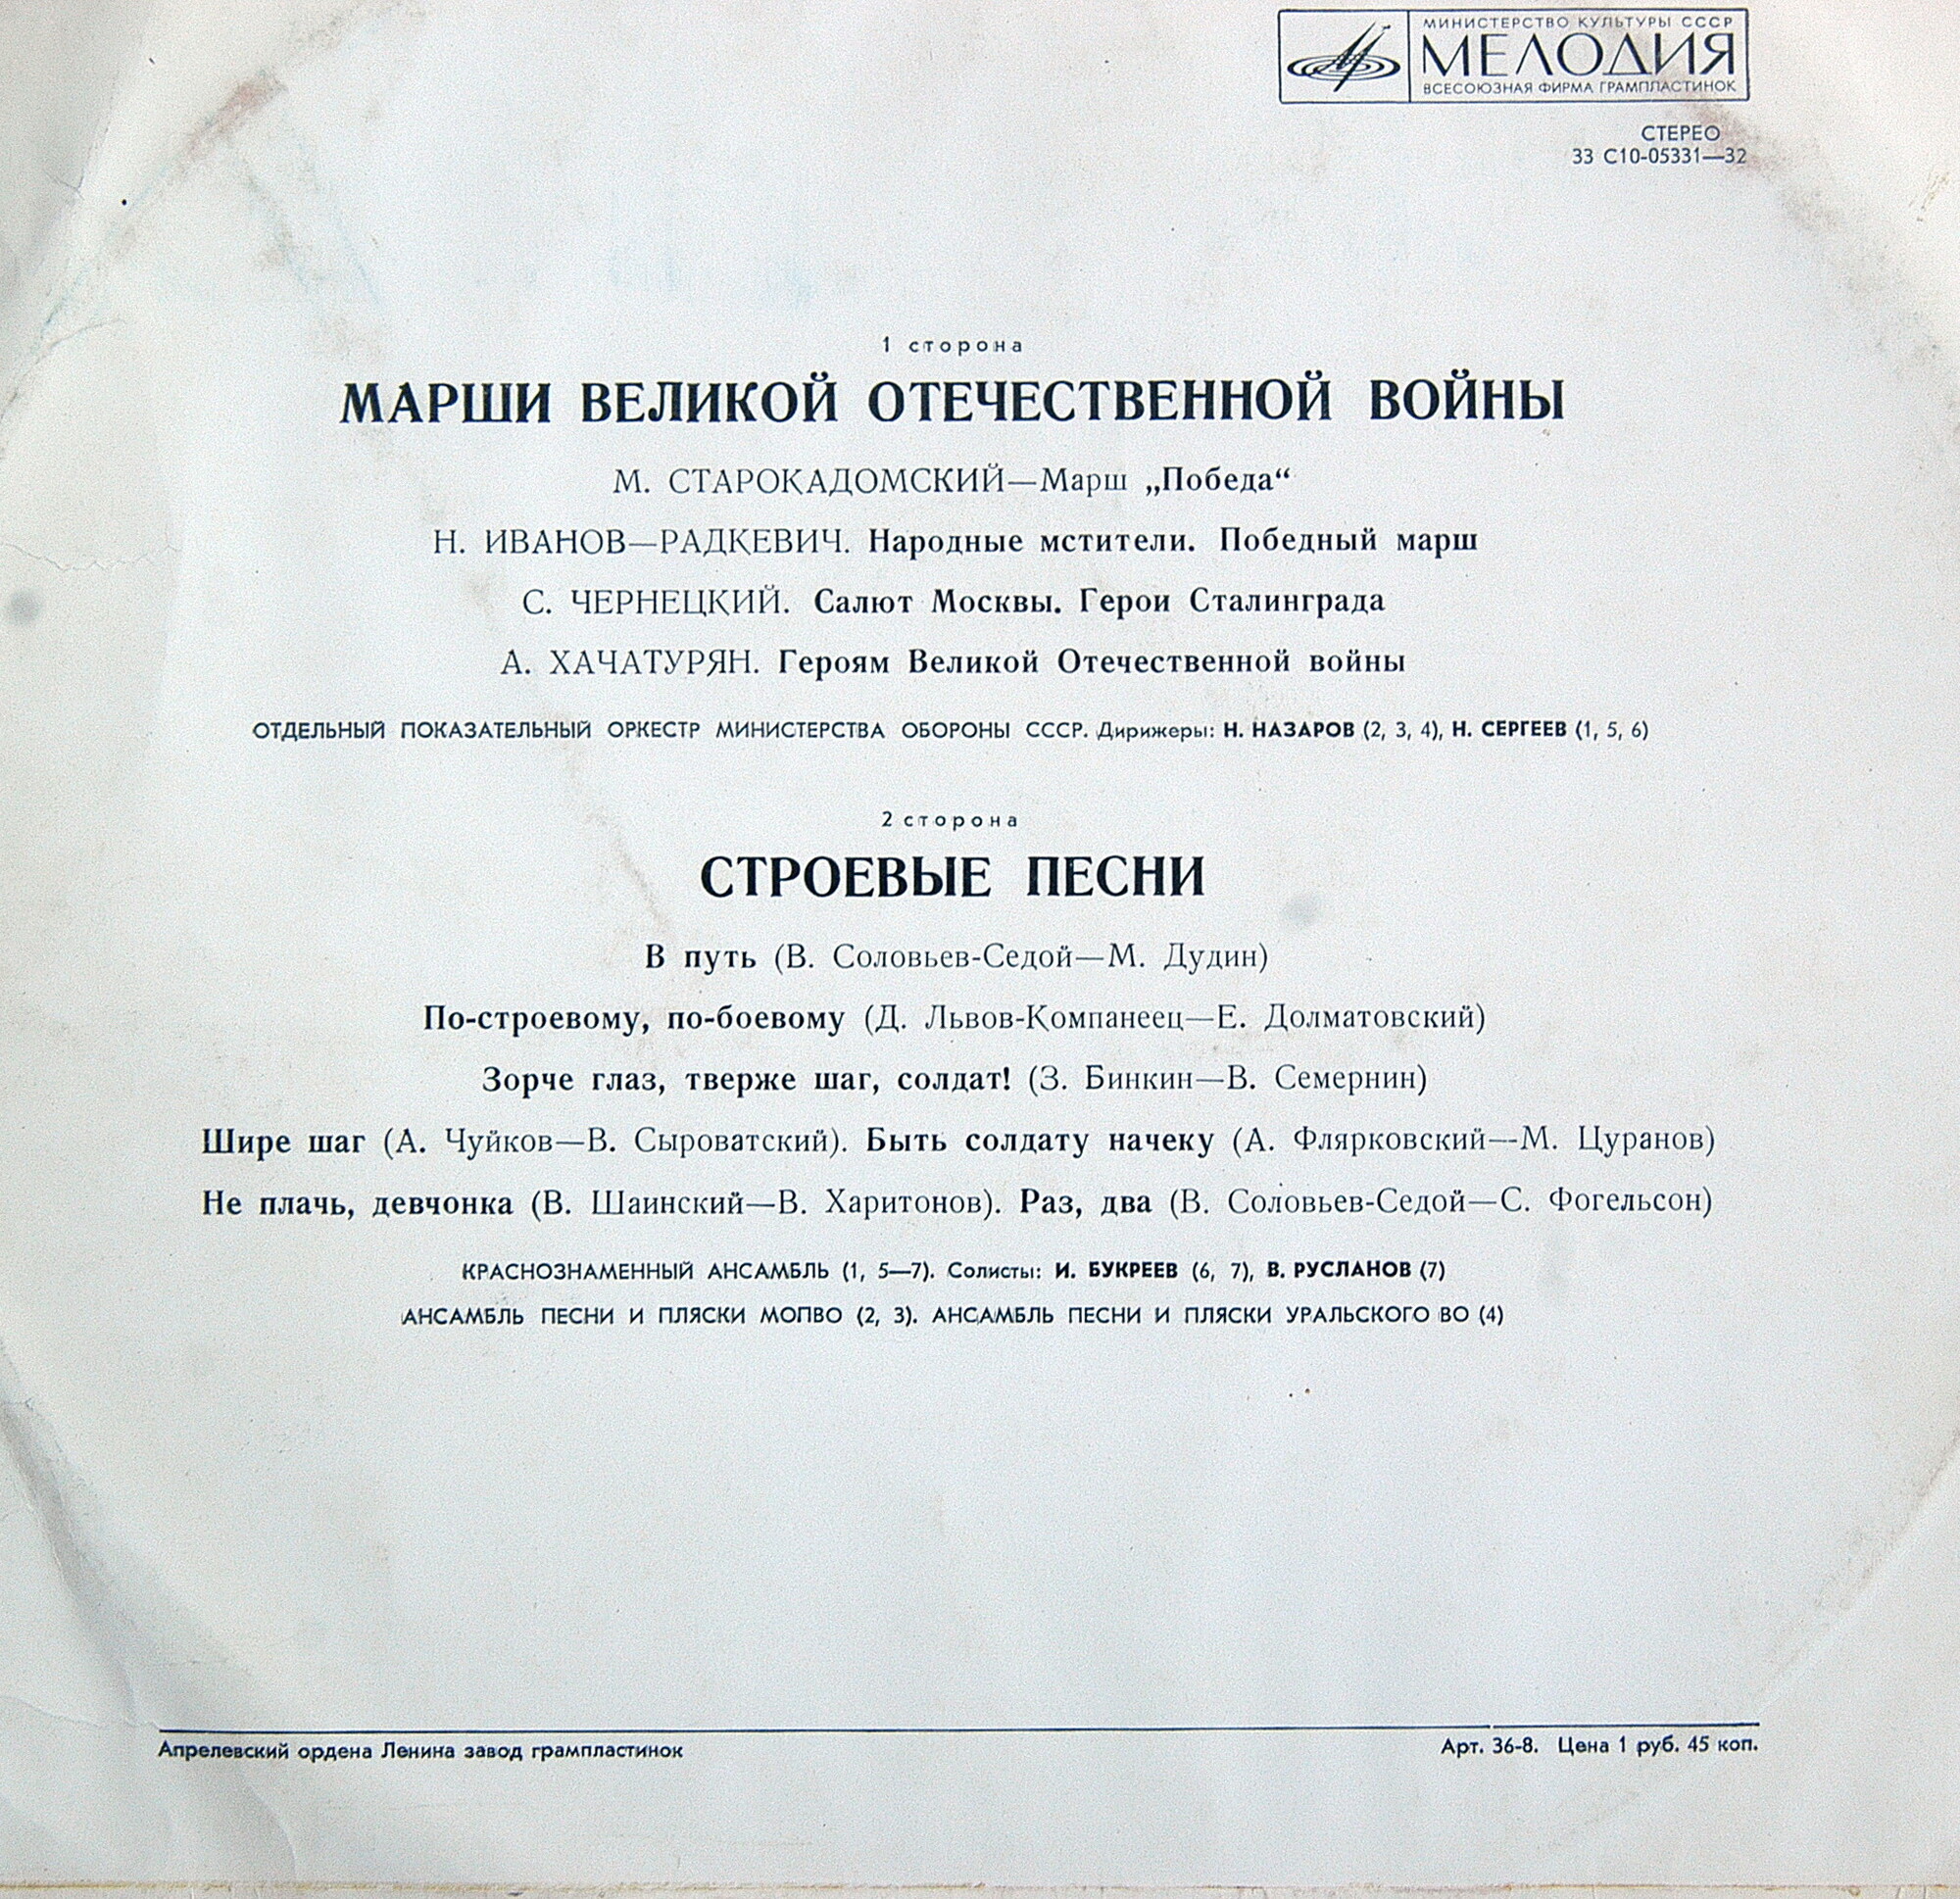 МИНИСТЕРСТВО КУЛЬТУРЫ СССР
МЕЛОДИЯ
ВСЕСОЮЗНАЯ ФИРМА ГРАМПЛАСТИНОК
СТЕРЕО
33 С10-05331—32
1 сторона
МАРШИ ВЕЛИКОЙ ОТЕЧЕСТВЕННОЙ ВОЙНЫ
М. СТАРОКАДОМСКИЙ—Марш „Победа“
Н. ИВАНОВ—РАДКЕВИЧ. Народные мстители. Победный марш
С. ЧЕРНЕЦКИЙ. Салют Москвы. Герои Сталинграда
А. ХАЧАТУРЯН. Героям Великой Отечественной войны
ОТДЕЛЬНЫЙ ПОКАЗАТЕЛЬНЫЙ ОРКЕСТР МИНИСТЕРСТВА ОБОРОНЫ СССР. Дирижеры: Н. НАЗАРОВ (2, 3, 4), Н. СЕРГЕЕВ (1, 5, 6)
2 сторона
СТРОЕВЫЕ ПЕСНИ
В путь (В. Соловьев-Седой—М. Дудин)
По-строевому, по-боевому (Д. Львов-Компанеец—Е. Долматовский)
Зорче глаз, тверже шаг, солдат! (З. Бинкин—В. Семернин)
Шире шаг (А. Чуйков—В. Сыроватский). Быть солдату начеку (А. Флярковский—М. Цуранов)
Не плачь, девчонка (В. Шаинский—В. Харитонов). Раз, два (В. Соловьев-Седой—С. Фогельсон)
КРАСНОЗНАМЕННЫЙ АНСАМБЛЬ (1, 5—7). Солисты: И. БУКРЕЕВ (6, 7), В. РУСЛАНОВ (7)
АНСАМБЛЬ ПЕСНИ И ПЛЯСКИ МОПВО (2, 3). АНСАМБЛЬ ПЕСНИ И ПЛЯСКИ УРАЛЬСКОГО ВО (4)
Апрелевский ордена Ленина завод грампластинок
Арт. 36-8. Цена 1 руб. 45 коп.